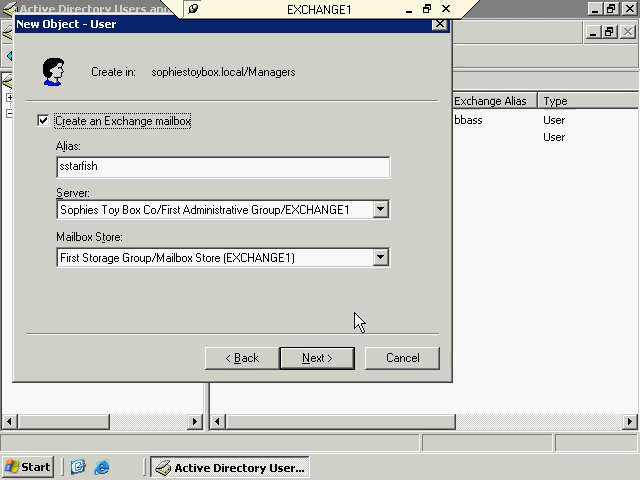 Active Directory Users an
EXCHANGE1
New Object - User
Create in: sophiestoybox.local/Managers
Create an Exchange mailbox
Alias:
sstarfish
Server:
Sophies Toy Box Co/First Administrative Group/EXCHANGE1
Mailbox Store:
First Storage Group/Mailbox Store (EXCHANGE1)
< Back
Next >
Cancel
Exchange Alias
Type
bbass
User
User
Start
Active Directory User...